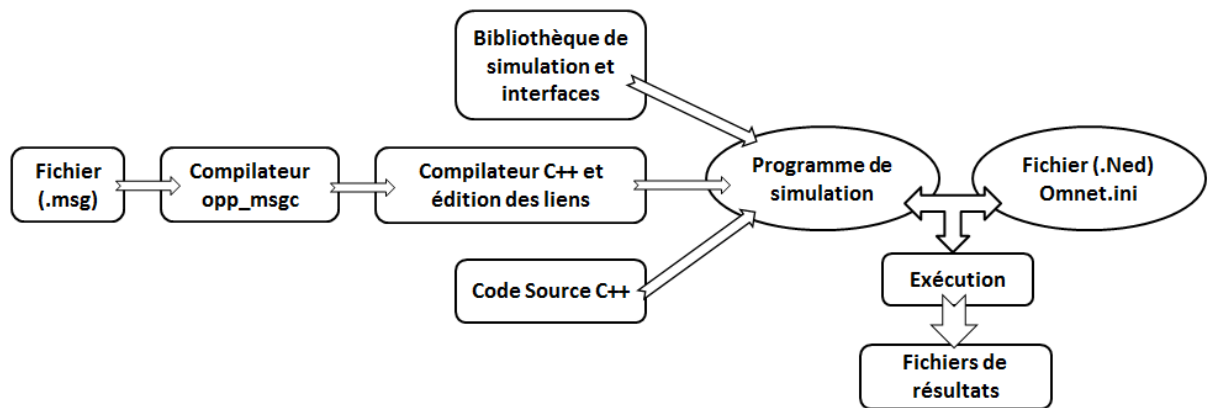 Bibliothèque de
simulation et
interfaces
Fichier
(.msg)
Compilateur
opp_msgc
Compilateur C++ et
édition des liens
Programme de
simulation
Fichier (.Ned)
Omnet.ini
Code Source C++
Exécution
Fichiers de
résultats